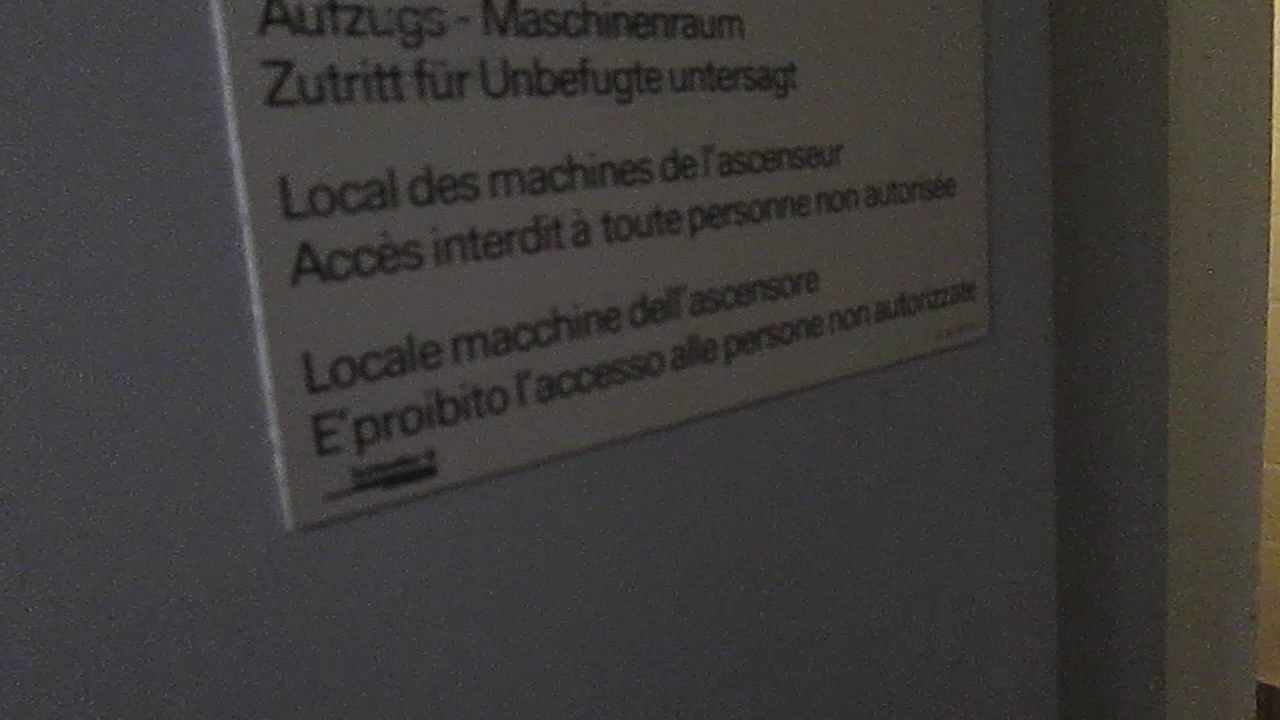 Aufzugs - Maschinenraum
Zutritt für Unbefugte untersagt
Local des machines de l'ascenseur
Accès interdit à toute personne non autorisée
Locale macchine dell'ascensore
E'proibito l'accesso alle persone non autorizzate